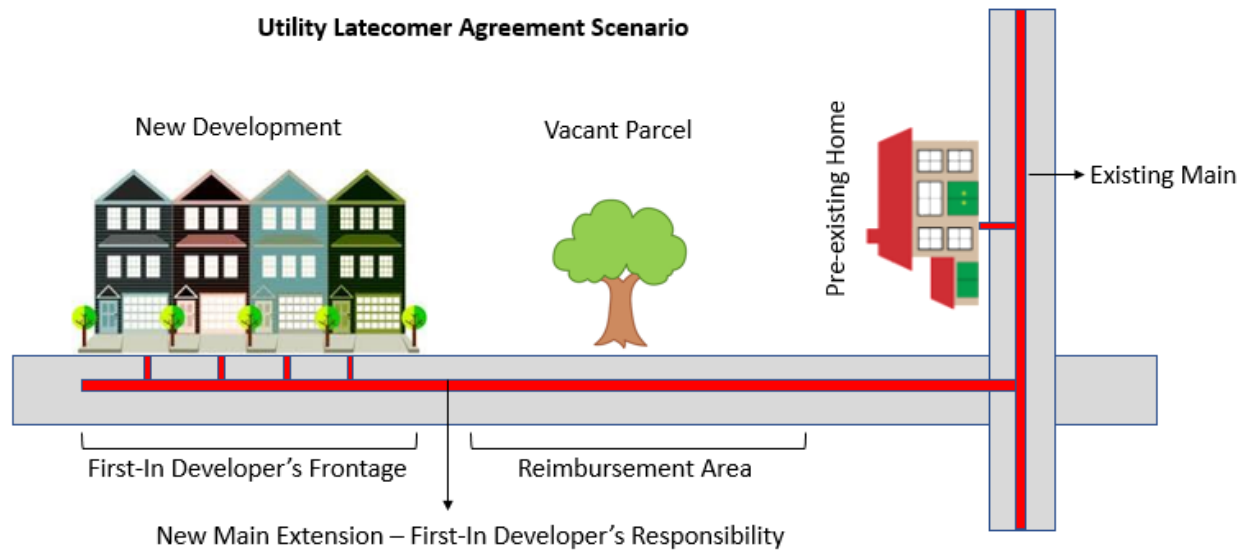 Utility Latecomer Agreement Scenario
New Development
Vacant Parcel
Pre-existing Home
Existing Main
First-In Developer’s Frontage
Reimbursement Area
New Main Extension – First-In Developer’s Responsibility